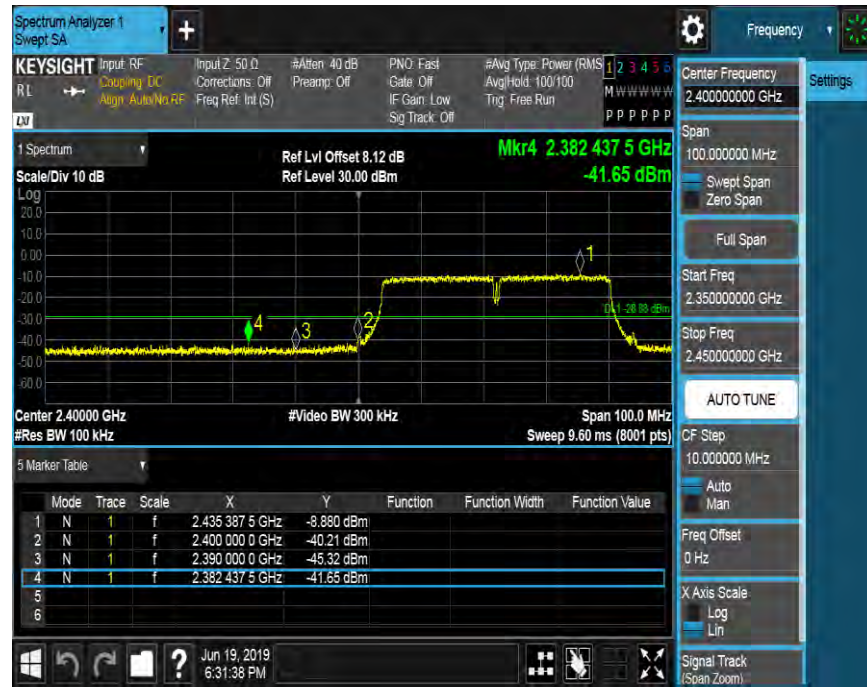 Spectrum Analyzer 1
Swept SA
Frequency
KEYSIGHT Input: RF Input Z: 50 Ω #Atten: 40 dB PNO: Fast #Avg Type: Power (RMS 1 2 3 4 5 6
RL Coupling: DC Corrections: Off Preamp: Off Gate: Off Avg|Hold: 100/100 M W W W W W
Align: Auto/No RF Freq Ref: Int (S) IF Gain: Low Trig: Free Run
LXI Sig Track: Off P P P P P P
Center Frequency
2.400000000 GHz
Settings
Span
100.000000 MHz
Swept Span
Zero Span
Full Span
Start Freq
2.350000000 GHz
Stop Freq
2.450000000 GHz
AUTO TUNE
CF Step
10.000000 MHz
Auto
Man
Freq Offset
0 Hz
X Axis Scale
Log
Lin
Signal Track
(Span Zoom)
1 Spectrum
Ref Lvl Offset 8.12 dB
Mkr4 2.382 437 5 GHz
Scale/Div 10 dB
Ref Level 30.00 dBm
-41.65 dBm
Log
20.0
10.0
0.00
-10.0
-20.0
-30.0
-40.0
-50.0
-60.0
1
DL1 -28.88 dBm
4
3
2
Center 2.40000 GHz #Video BW 300 kHz Span 100.0 MHz
#Res BW 100 kHz Sweep 9.60 ms (8001 pts)
5 Marker Table
Mode Trace Scale X Y Function Function Width Function Value
1 N 1 f 2.435 387 5 GHz -8.880 dBm
2 N 1 f 2.400 000 0 GHz -40.21 dBm
3 N 1 f 2.390 000 0 GHz -45.32 dBm
4 N 1 f 2.382 437 5 GHz -41.65 dBm
5
6
?
Jun 19, 2019
6:31:38 PM